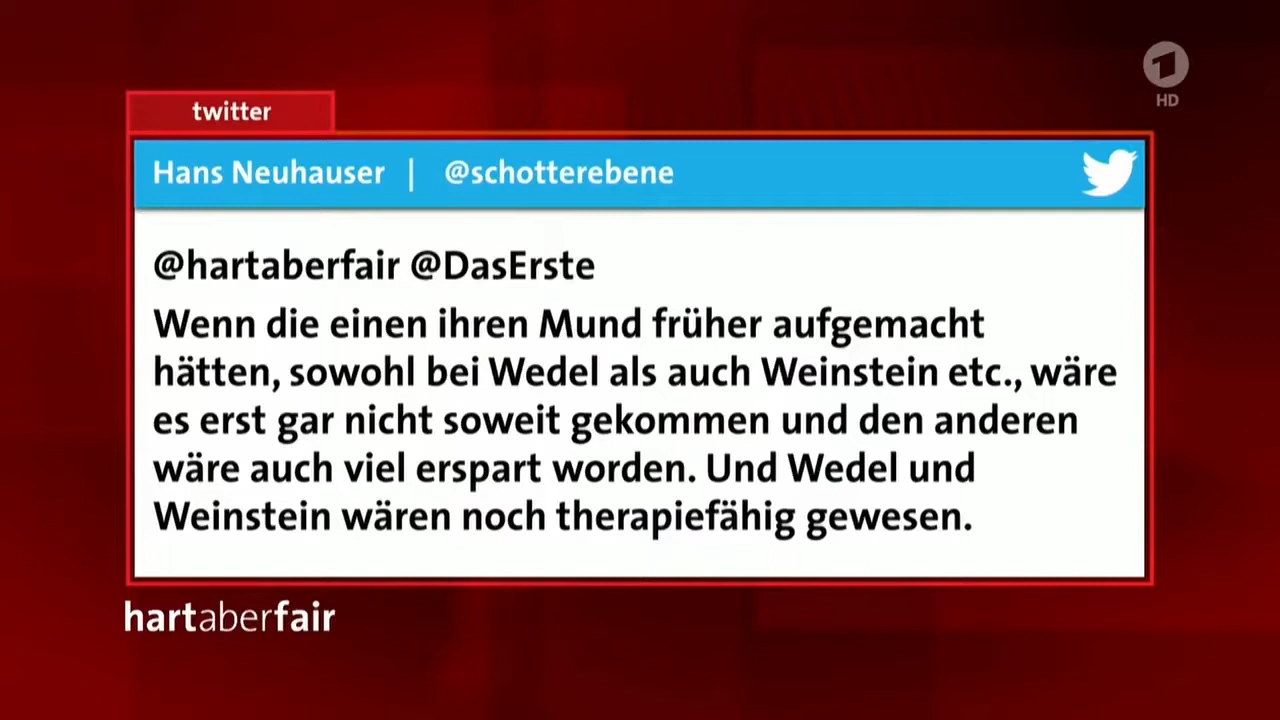 HD
twitter
Hans Neuhauser | @schotterebene
@hartaberfair @DasErste
Wenn die einen ihren Mund früher aufgemacht
hätten, sowohl bei Wedel als auch Weinstein etc., wäre
es erst gar nicht soweit gekommen und den anderen
wäre auch viel erspart worden. Und Wedel und
Weinstein wären noch therapiefähig gewesen.
hartaberfair